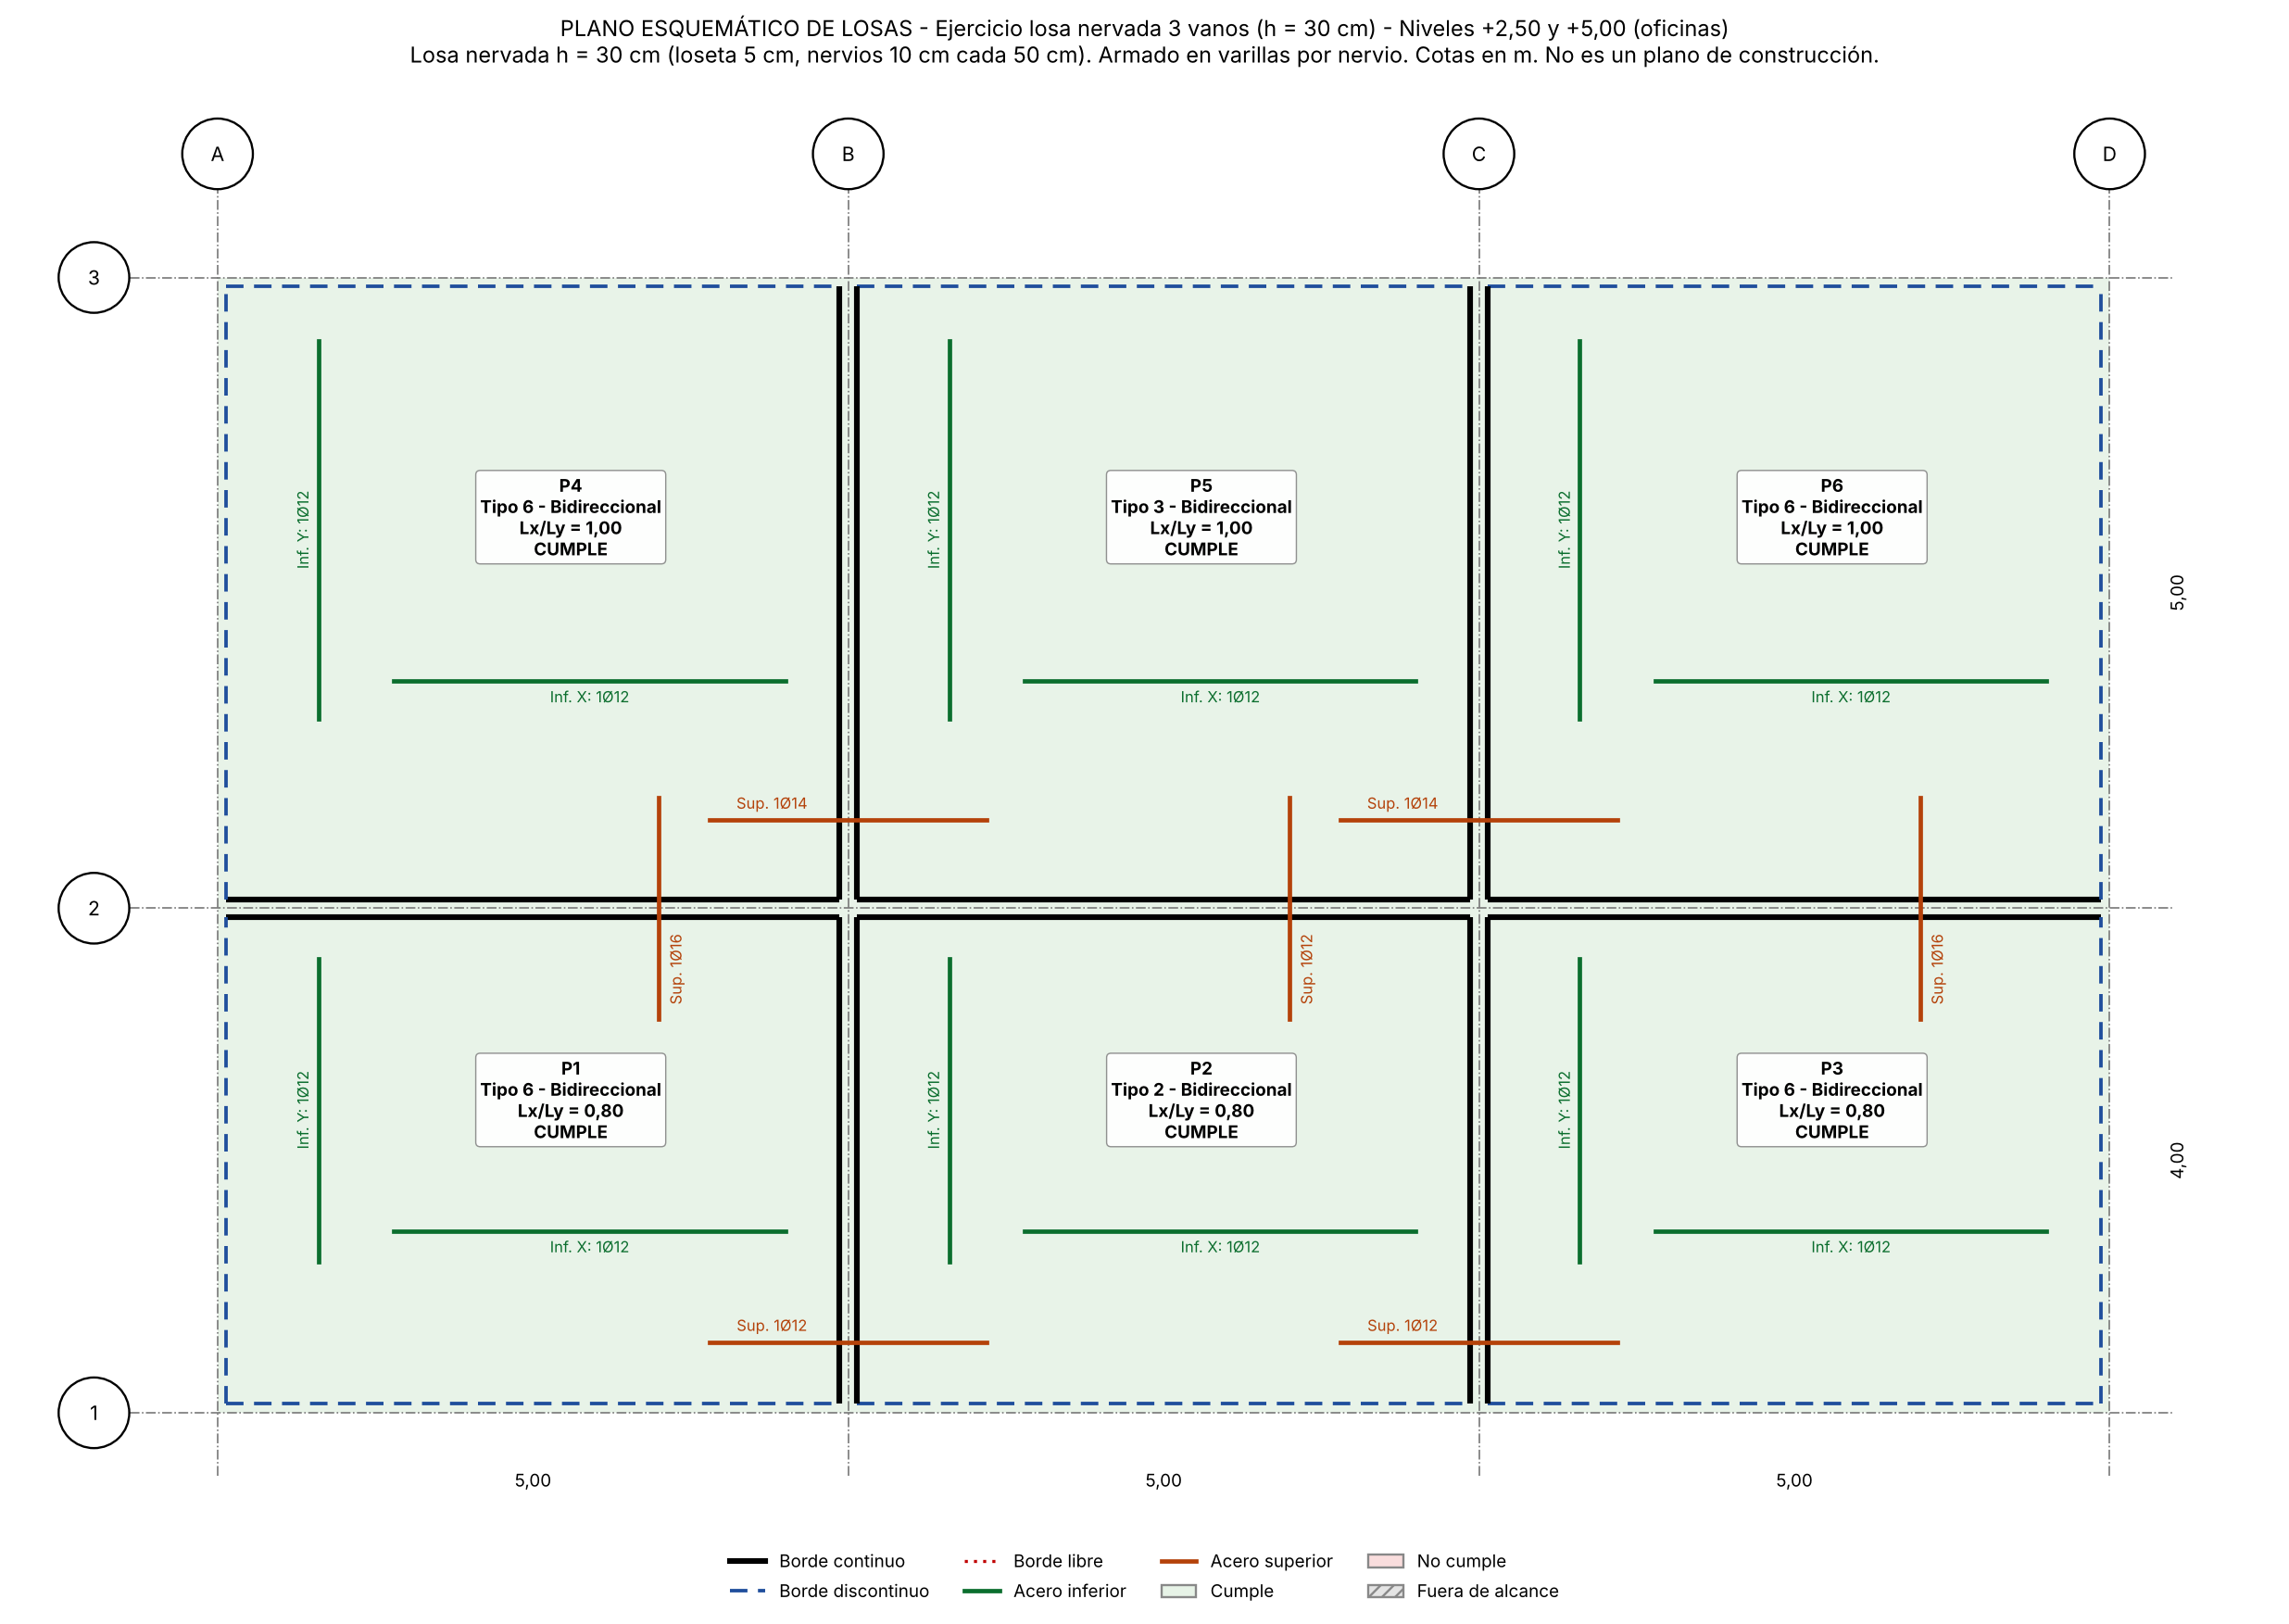 PLANO ESQUEMÁTICO DE LOSAS - Ejercicio losa nervada 3 vanos (h = 30 cm) - Niveles +2,50 y +5,00 (oficinas)
Losa nervada h = 30 cm (loseta 5 cm, nervios 10 cm cada 50 cm). Armado en varillas por nervio. Cotas en m. No es un plano de construcción.
A
B
C
D
3
P4
Tipo 6 - Bidireccional
Lx/Ly = 1,00
CUMPLE
Inf. Y: 1Ø12
Inf. X: 1Ø12
P5
Tipo 3 - Bidireccional
Lx/Ly = 1,00
CUMPLE
Inf. Y: 1Ø12
Inf. X: 1Ø12
P6
Tipo 6 - Bidireccional
Lx/Ly = 1,00
CUMPLE
Inf. Y: 1Ø12
Inf. X: 1Ø12
5,00
Sup. 1Ø14
Sup. 1Ø14
2
Sup. 1Ø16
Sup. 1Ø12
Sup. 1Ø16
P1
Tipo 6 - Bidireccional
Lx/Ly = 0,80
CUMPLE
Inf. Y: 1Ø12
Inf. X: 1Ø12
P2
Tipo 2 - Bidireccional
Lx/Ly = 0,80
CUMPLE
Inf. Y: 1Ø12
Inf. X: 1Ø12
P3
Tipo 6 - Bidireccional
Lx/Ly = 0,80
CUMPLE
Inf. Y: 1Ø12
Inf. X: 1Ø12
4,00
Sup. 1Ø12
Sup. 1Ø12
1
5,00
5,00
5,00
Borde continuo
Borde libre
Acero superior
No cumple
Borde discontinuo
Acero inferior
Cumple
Fuera de alcance